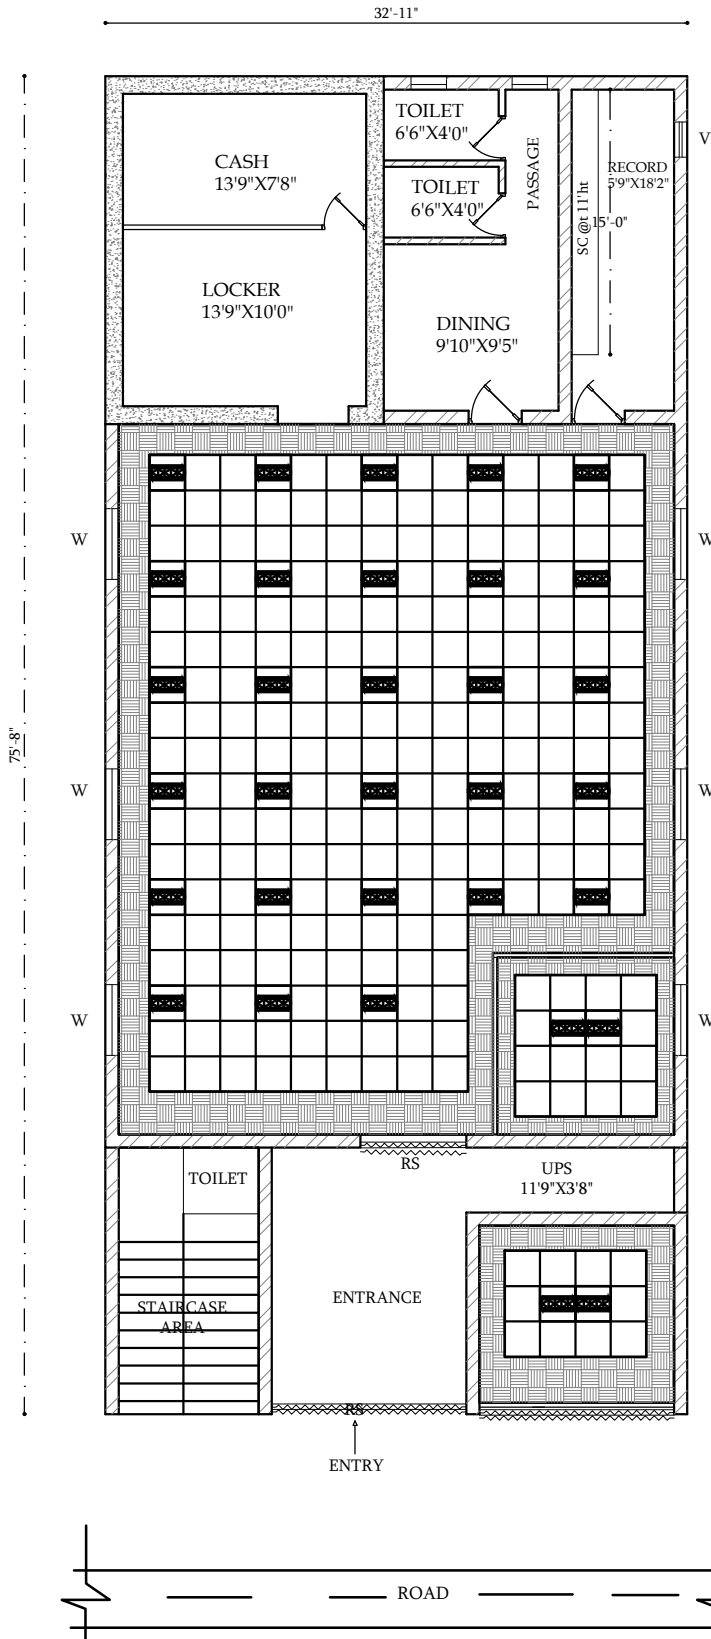 32'-11"
TOILET
6'6"X4'0"
CASH
13'9"X7'8"
PASSAGE
RECORD
5'9"X18'2"
V
TOILET
6'6"X4'0"
SC @t 11'ht
15'-0"
LOCKER
13'9"X10'0"
DINING
9'10"X9'5"
W
W
75'-8"
W
W
W
W
RS
UPS
11'9"X3'8"
TOILET
STAIRCASE
AREA
ENTRANCE
RS
ENTRY
ROAD